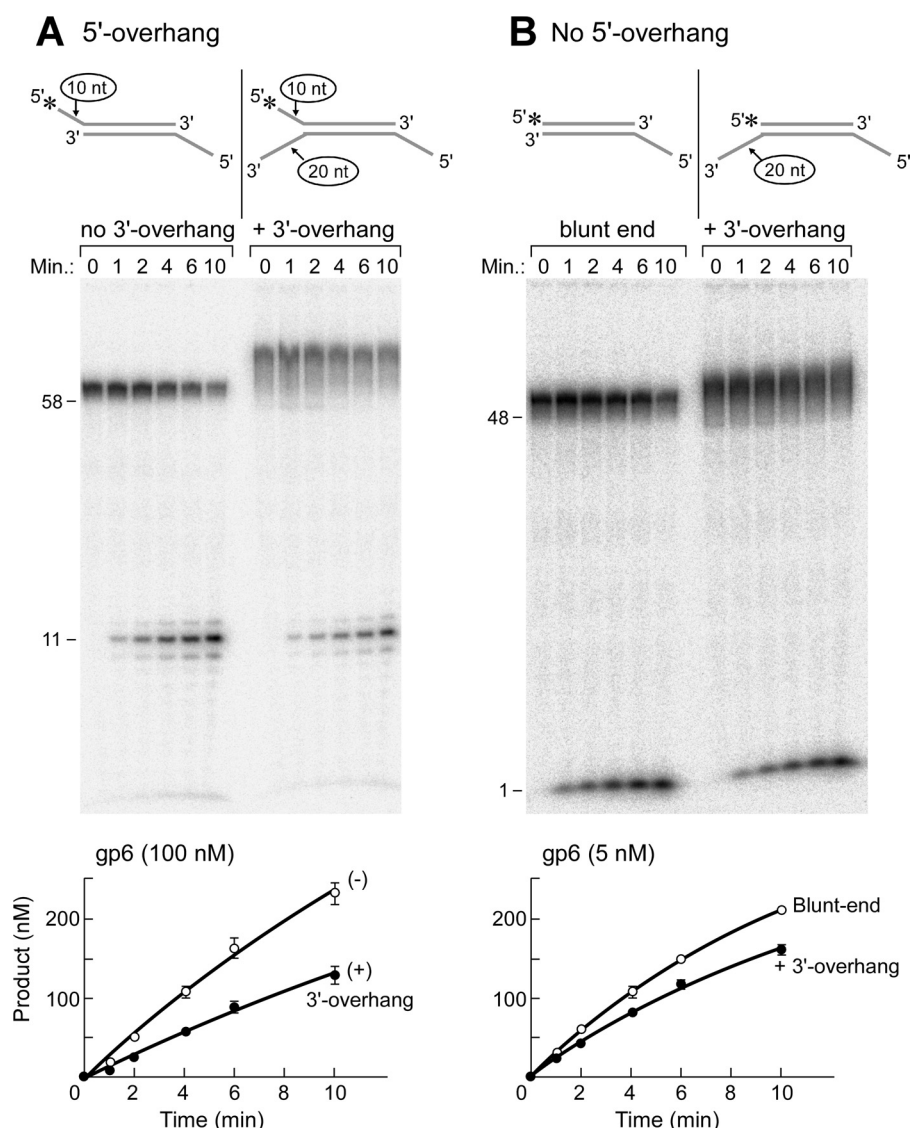 A 5'-overhang
B No 5'-overhang
10 nt
5'*
3'
3'
5'
10 nt
5'*
3'
3'
20 nt
5'
5'*
3'
3'
5'
5'*
3'
3'
20 nt
5'
no 3'-overhang
+ 3'-overhang
Min.: 0 1 2 4 6 10 0 1 2 4 6 10
58
11
blunt end
+ 3'-overhang
Min.: 0 1 2 4 6 10 0 1 2 4 6 10
48
1
gp6 (100 nM)
Product (nM)
200
100
(-)
(+)
3'-overhang
0 2 4 6 8 10
Time (min)
gp6 (5 nM)
200
100
Blunt-end
+ 3'-overhang
0 2 4 6 8 10
Time (min)